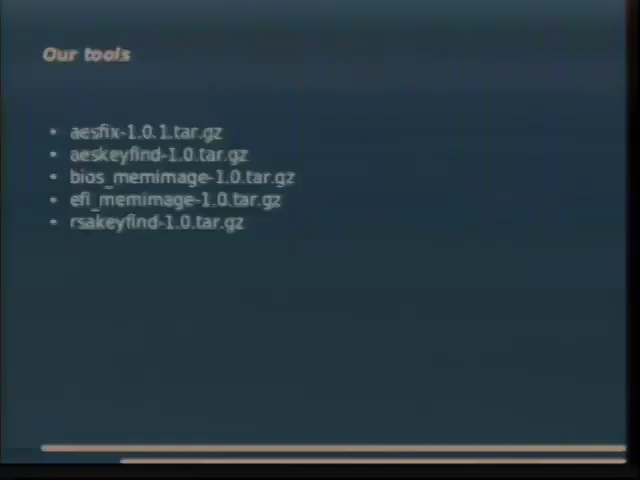 Our tools
• aesfix-1.0.1.tar.gz
• aeskeyfind-1.0.tar.gz
• bios_memimage-1.0.tar.gz
• efi_memimage-1.0.tar.gz
• rsakeyfind-1.0.tar.gz